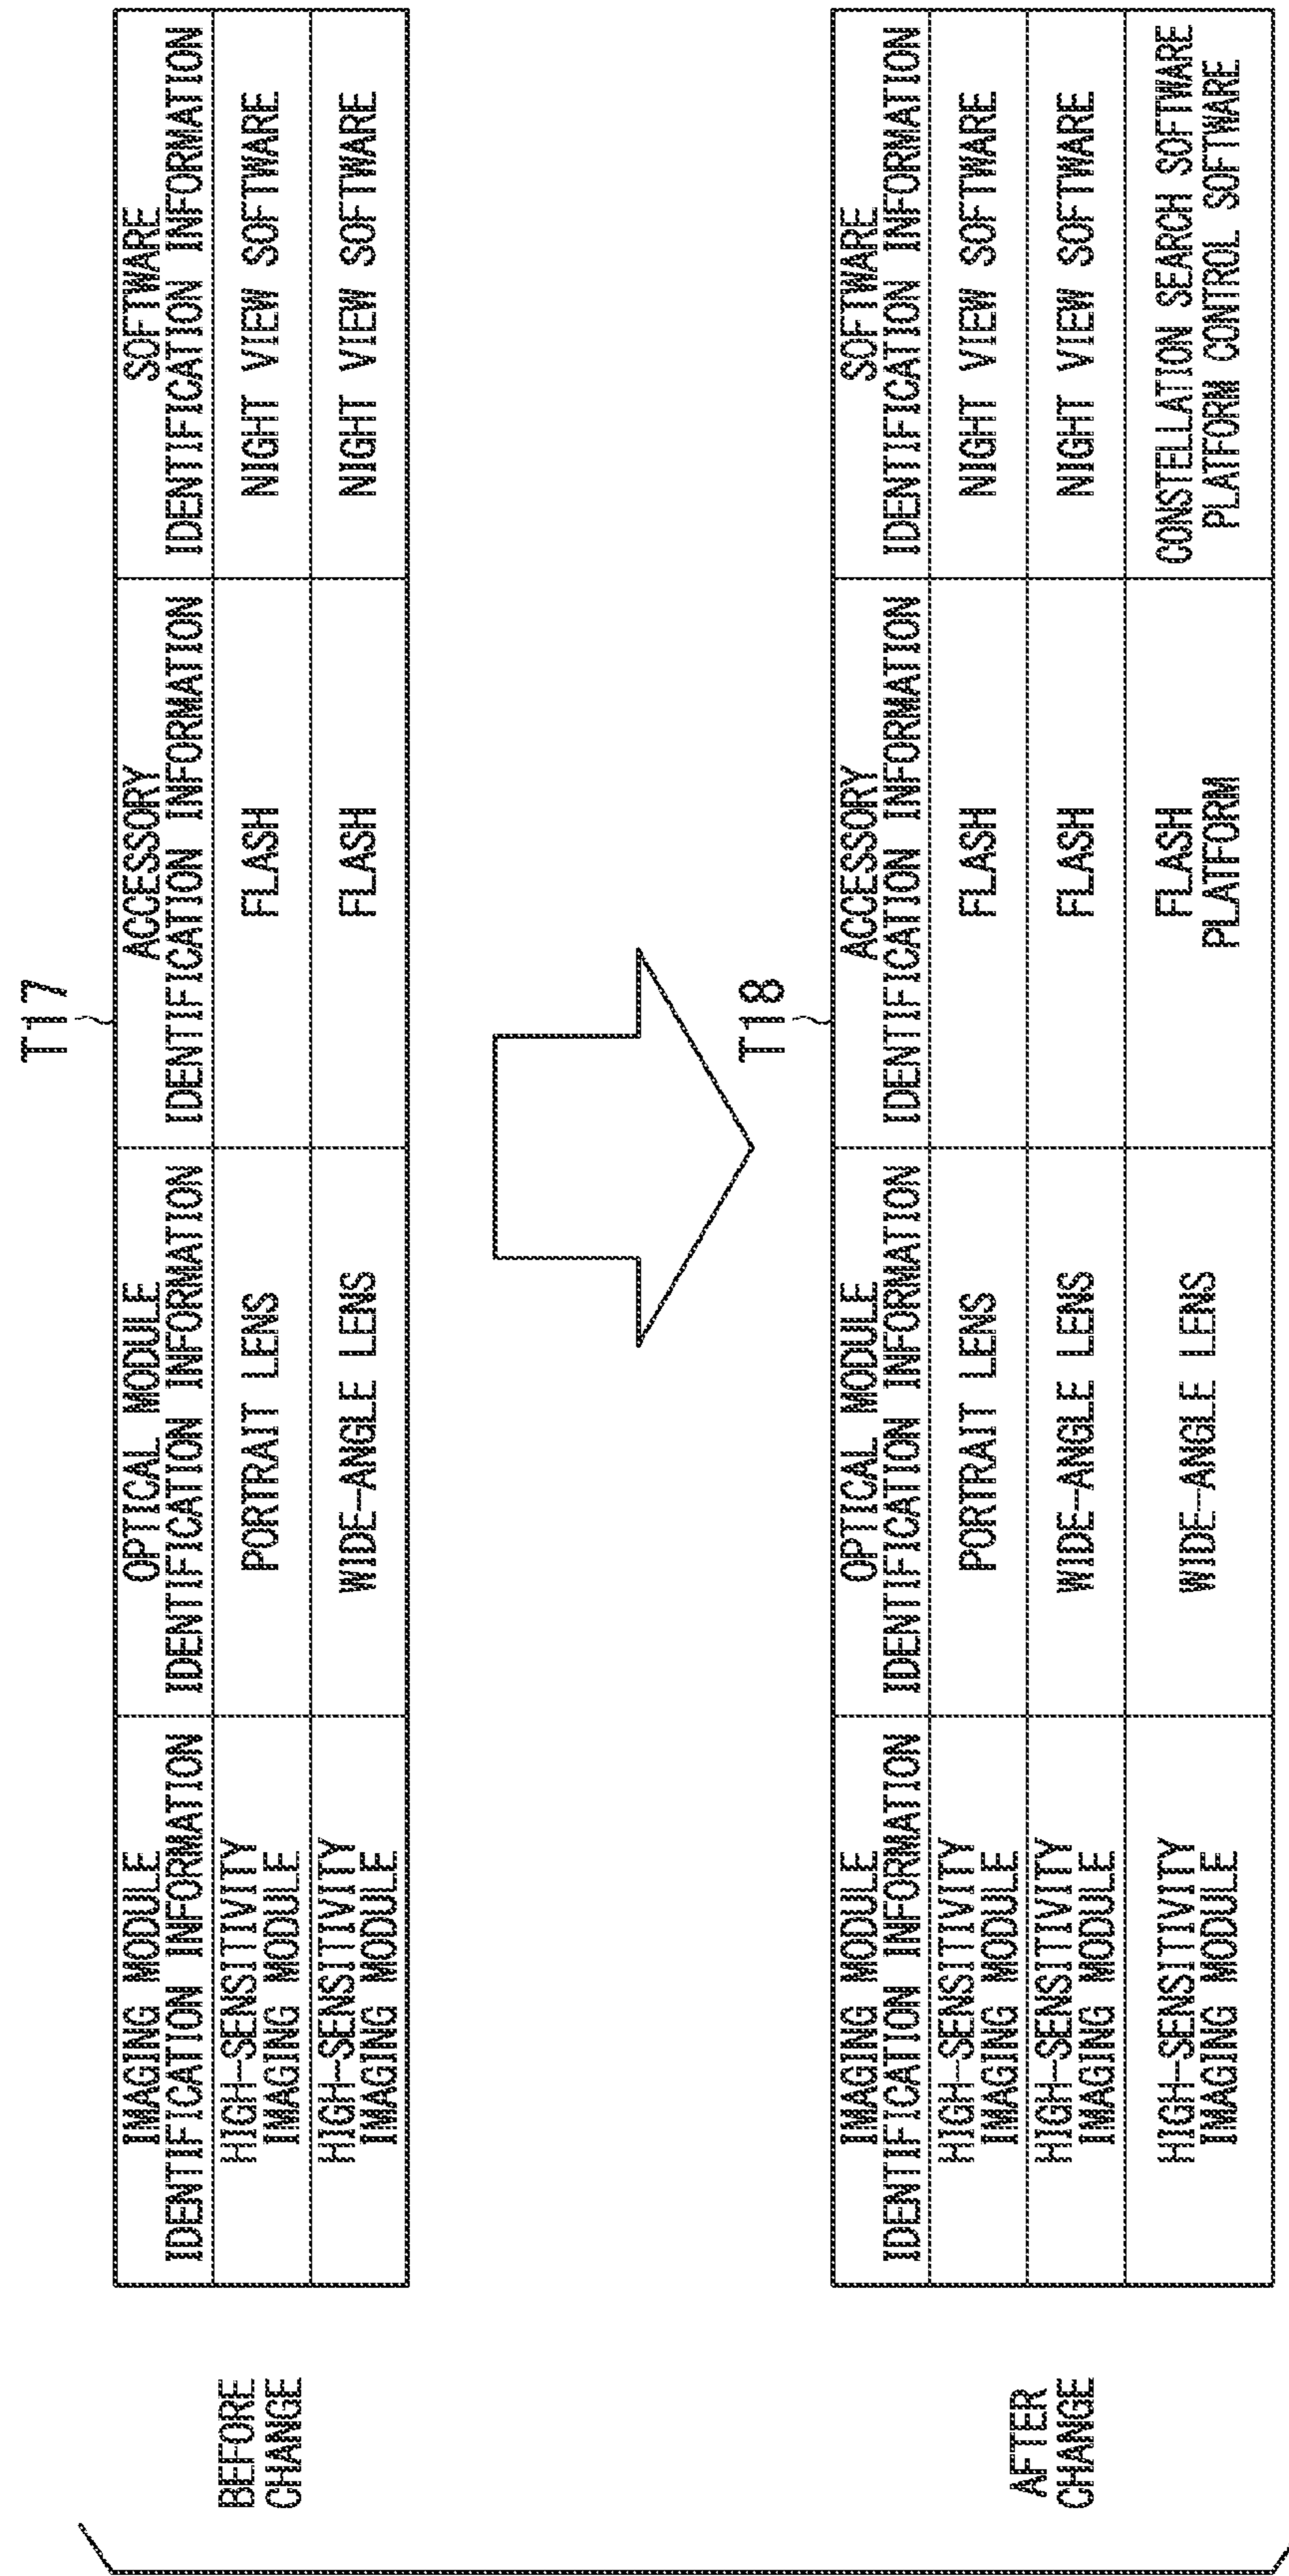 T17
BEFORE
CHANGE
IMAGING MODULE
IDENTIFICATION INFORMATION
OPTICAL MODULE
IDENTIFICATION INFORMATION
ACCESSORY
IDENTIFICATION INFORMATION
SOFTWARE
IDENTIFICATION INFORMATION
HIGH-SENSITIVITY
IMAGING MODULE
PORTRAIT LENS
FLASH
NIGHT VIEW SOFTWARE
HIGH-SENSITIVITY
IMAGING MODULE
WIDE-ANGLE LENS
FLASH
NIGHT VIEW SOFTWARE
T18
AFTER
CHANGE
IMAGING MODULE
IDENTIFICATION INFORMATION
OPTICAL MODULE
IDENTIFICATION INFORMATION
ACCESSORY
IDENTIFICATION INFORMATION
SOFTWARE
IDENTIFICATION INFORMATION
HIGH-SENSITIVITY
IMAGING MODULE
PORTRAIT LENS
FLASH
NIGHT VIEW SOFTWARE
HIGH-SENSITIVITY
IMAGING MODULE
WIDE-ANGLE LENS
FLASH
NIGHT VIEW SOFTWARE
HIGH-SENSITIVITY
IMAGING MODULE
WIDE-ANGLE LENS
FLASH
PLATFORM
CONSTELLATION SEARCH SOFTWARE
PLATFORM CONTROL SOFTWARE